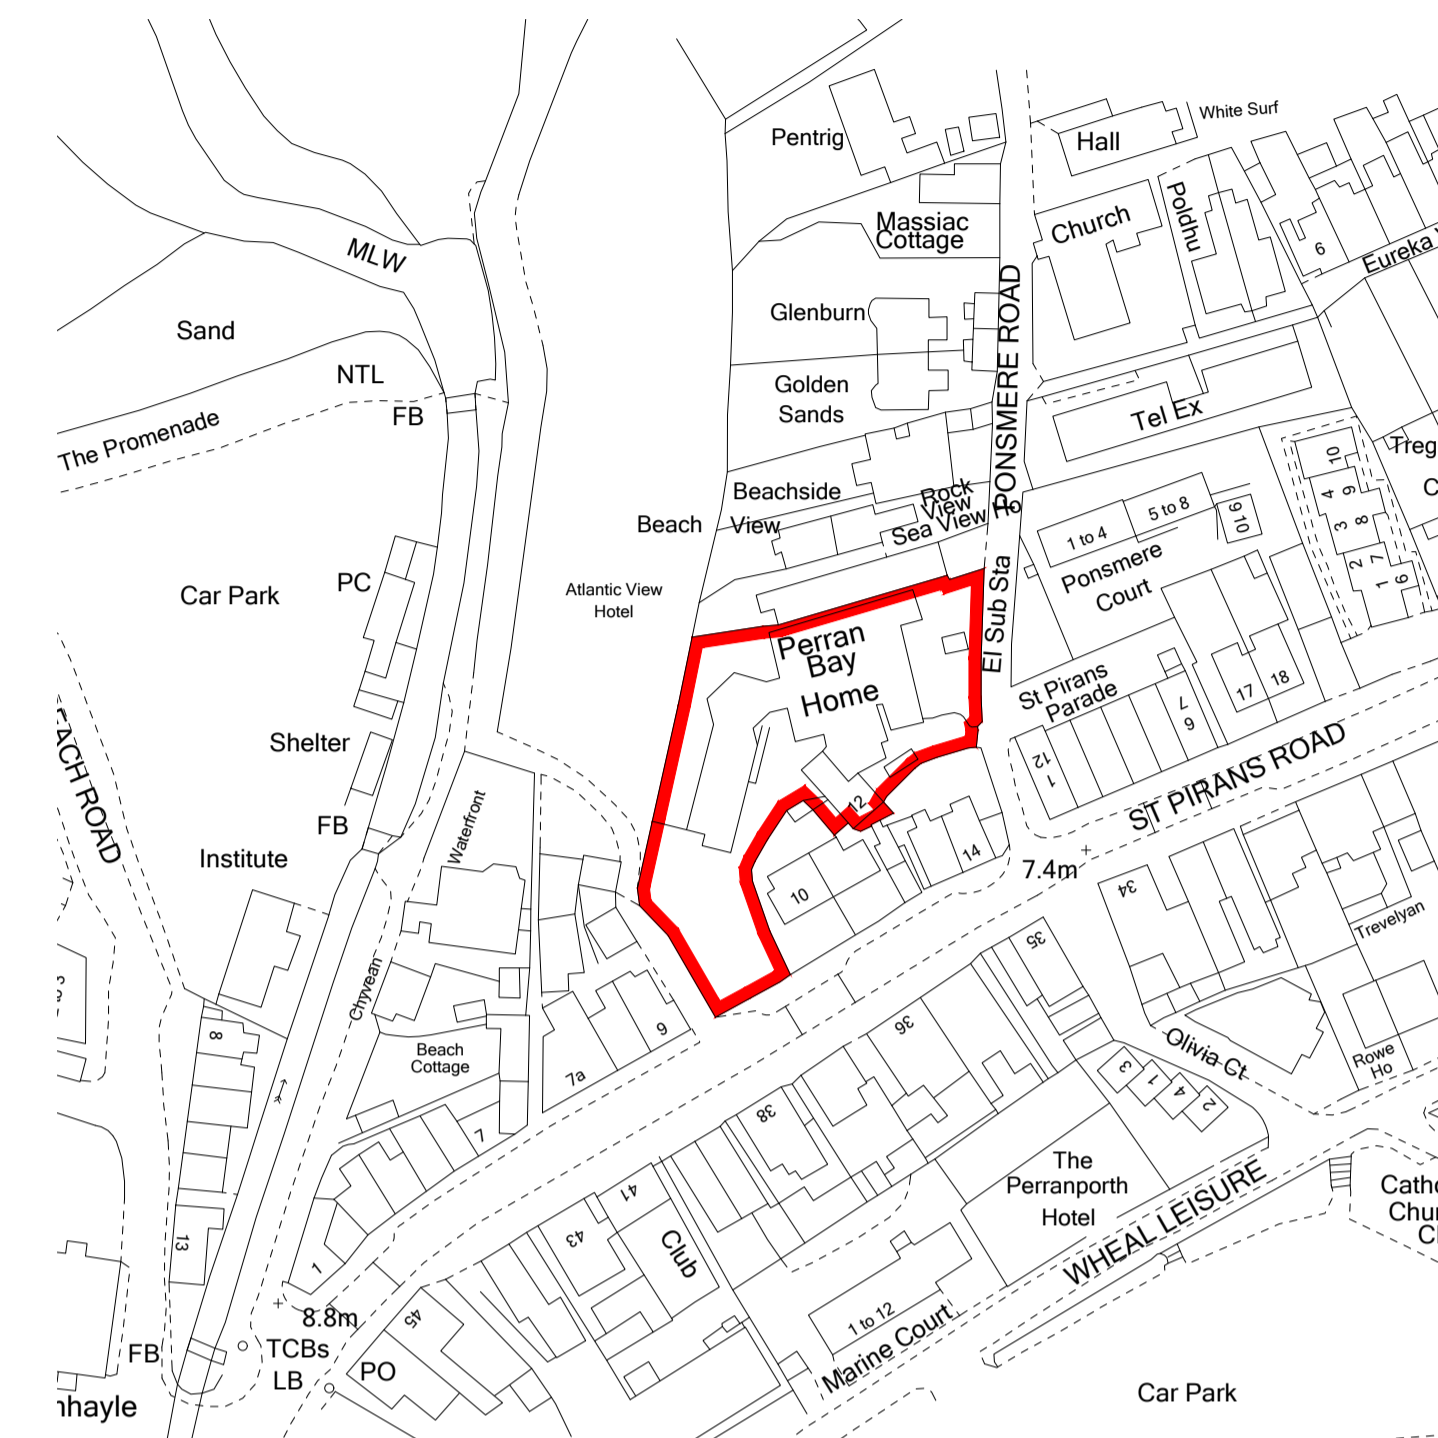 Pentrig
Hall
White Surf
Massiac
Cottage
Church
Poldhu
6
MLW
Sand
Glenburn
PONSMERE ROAD
NTL
Golden
Sands
FB
The Promenade
Tel Ex
10
4
9
3
8
2
7
1
6
Beachside
Rock
View
Beach View
Sea View Ho
1 to 4
5 to 8
9
10
Ponsmere
Court
Car Park
PC
Atlantic View
Hotel
El Sub Sta
Perran
Bay
Home
St Pirans
Parade
17
18
7
6
12
1
ST PIRANS ROAD
Shelter
FB
Institute
Waterfront
12
14
10
7.4m
34
35
Trevelyan
Chyvean
Beach
Cottage
8
9
7a
7
36
Olivia Ct
Rowe
Ho
3
1
4
2
38
41
43
Club
The
Perranporth
Hotel
WHEAL LEISURE
13
1
8.8m
45
TCBs
LB
PO
FB
1 to 12
Marine Court
Car Park